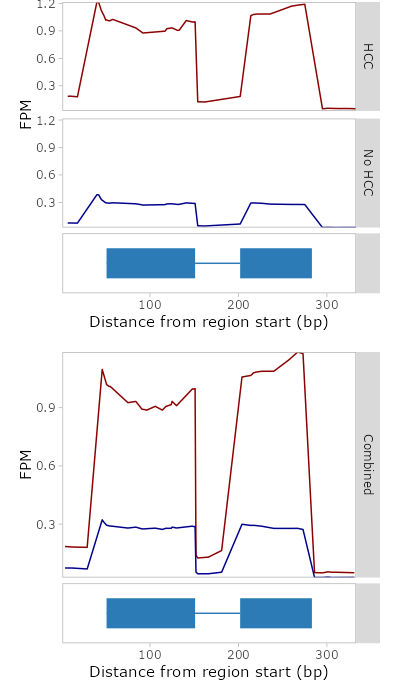 1.2
0.9
0.6
0.3
HCC
FPM
1.2
0.9
0.6
0.3
No HCC
100 200 300
Distance from region start (bp)
0.9
0.6
0.3
FPM
Combined
100 200 300
Distance from region start (bp)